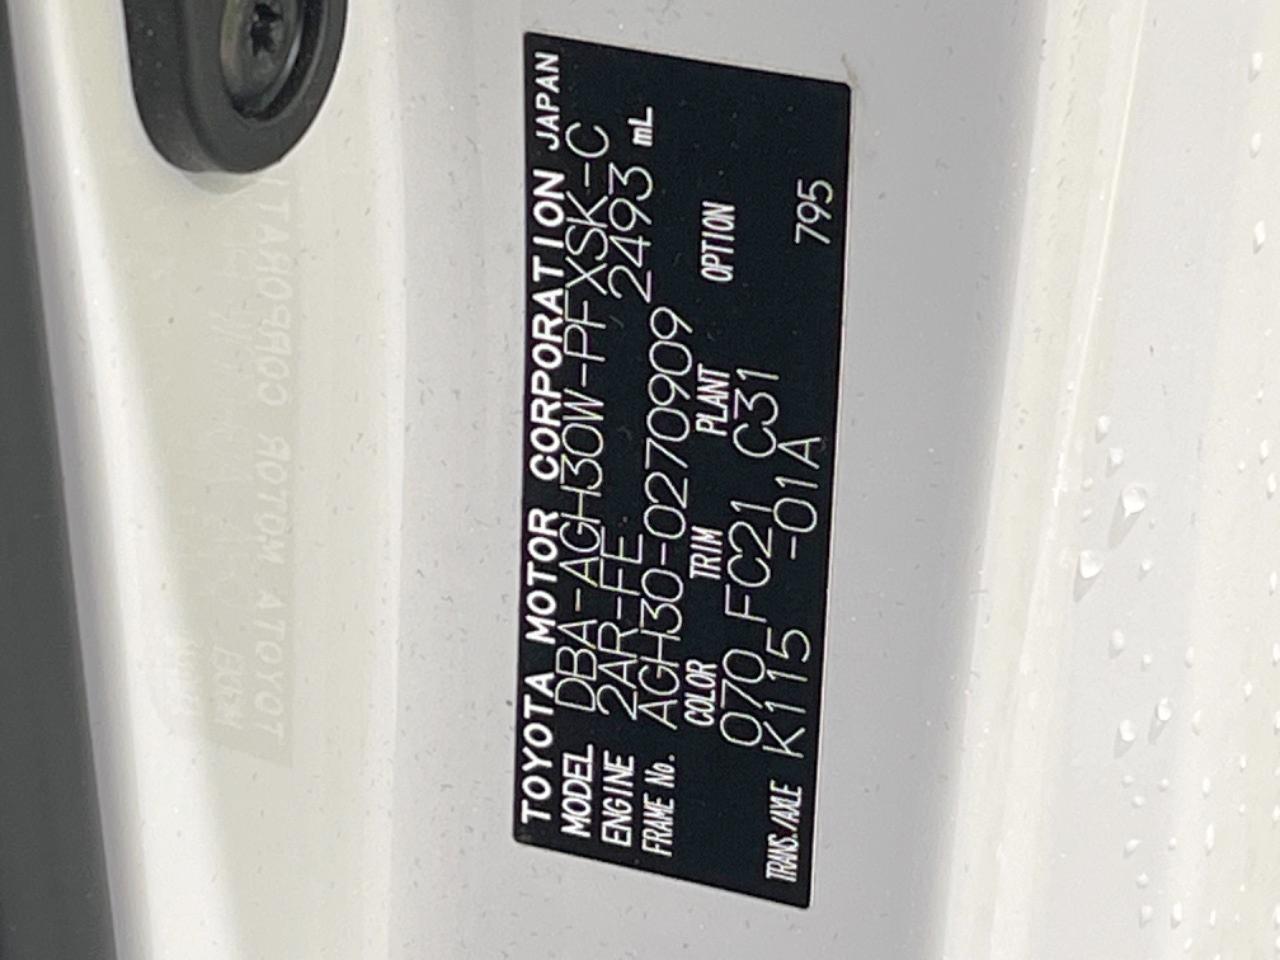 TOYOTA MOTOR CORPORATION JAPAN
MODEL DBA-AGH30W-PFXSK-C
ENGINE 2AR-FE 2493 mL
FRAME No. AGH30-0270909
COLOR TRIM PLANT OPTION
070 FC21 C31
TRANS./AXLE K115 -01A 795